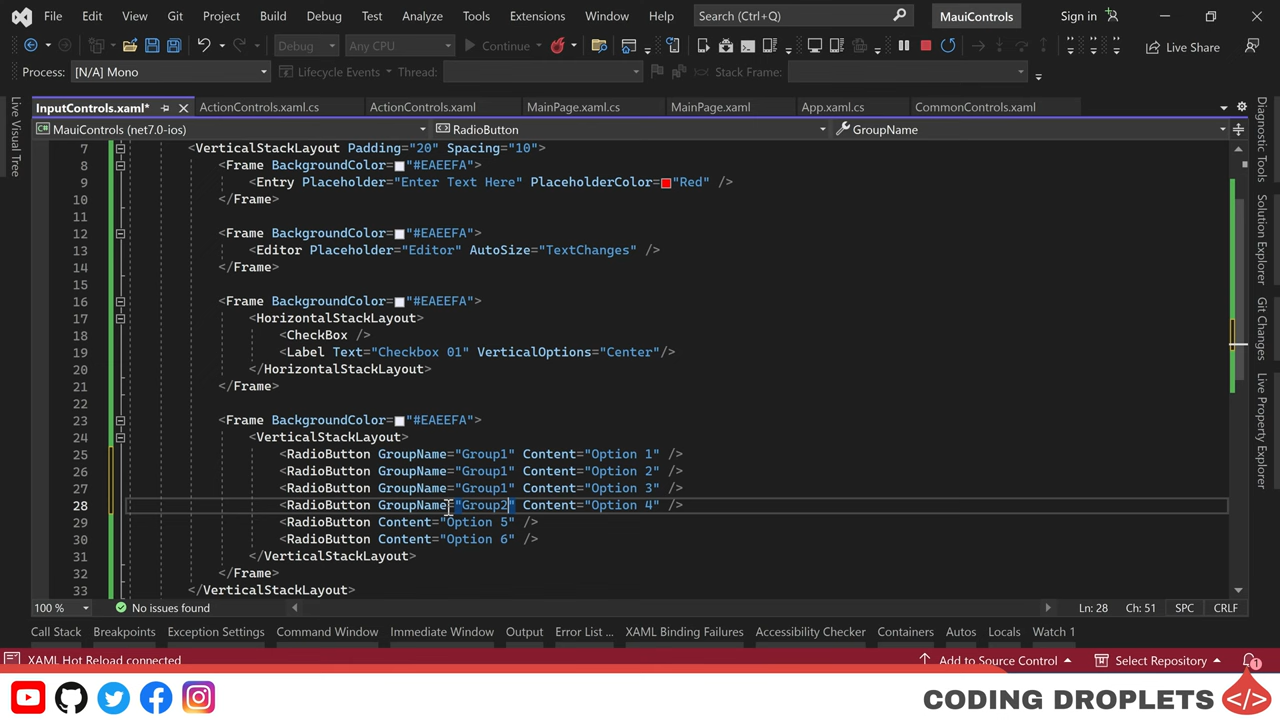 File Edit View Git Project Build Debug Test Analyze Tools Extensions Window Help Search (Ctrl+Q) MauiControls Sign in
Debug Any CPU Continue Live Share
Process: [N/A] Mono Lifecycle Events Thread: Stack Frame:
InputControls.xaml* ActionControls.xaml.cs ActionControls.xaml MainPage.xaml.cs MainPage.xaml App.xaml.cs CommonControls.xaml
MauiControls (net7.0-ios) RadioButton GroupName
Live Visual Tree
7 <VerticalStackLayout Padding="20" Spacing="10">
8 <Frame BackgroundColor="#EAEEFA">
9 <Entry Placeholder="Enter Text Here" PlaceholderColor="Red" />
10 </Frame>
11
12 <Frame BackgroundColor="#EAEEFA">
13 <Editor Placeholder="Editor" AutoSize="TextChanges" />
14 </Frame>
15
16 <Frame BackgroundColor="#EAEEFA">
17 <HorizontalStackLayout>
18 <CheckBox />
19 <Label Text="Checkbox 01" VerticalOptions="Center"/>
20 </HorizontalStackLayout>
21 </Frame>
22
23 <Frame BackgroundColor="#EAEEFA">
24 <VerticalStackLayout>
25 <RadioButton GroupName="Group1" Content="Option 1" />
26 <RadioButton GroupName="Group1" Content="Option 2" />
27 <RadioButton GroupName="Group1" Content="Option 3" />
28 <RadioButton GroupName="Group2" Content="Option 4" />
29 <RadioButton Content="Option 5" />
30 <RadioButton Content="Option 6" />
31 </VerticalStackLayout>
32 </Frame>
33 </VerticalStackLayout>
Diagnostic Tools
Solution Explorer
Git Changes
Live Property Explorer
100 % No issues found Ln: 28 Ch: 51 SPC CRLF
Call Stack Breakpoints Exception Settings Command Window Immediate Window Output Error List ... XAML Binding Failures Accessibility Checker Containers Autos Locals Watch 1
XAML Hot Reload connected Add to Source Control Select Repository 1
CODING DROPLETS